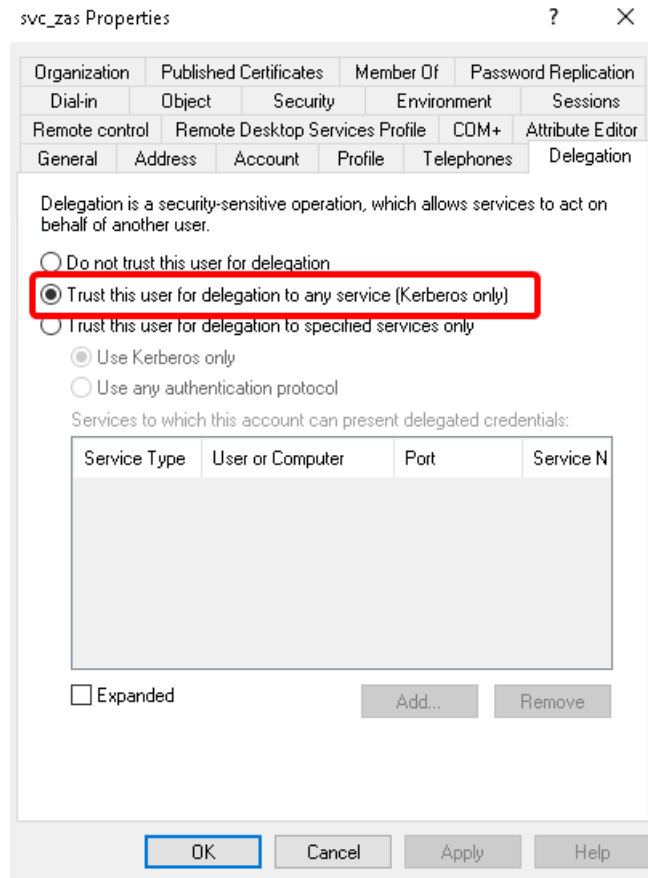 svc_zas Properties ? ×
Organization Published Certificates Member Of Password Replication
Dial-in Object Security Environment Sessions
Remote control Remote Desktop Services Profile COM+ Attribute Editor
General Address Account Profile Telephones Delegation
Delegation is a security-sensitive operation, which allows services to act on
behalf of another user.
Do not trust this user for delegation
Trust this user for delegation to any service (Kerberos only)
Trust this user for delegation to specified services only
Use Kerberos only
Use any authentication protocol
Services to which this account can present delegated credentials:
Service Type User or Computer Port Service N
Expanded Add... Remove
OK Cancel Apply Help